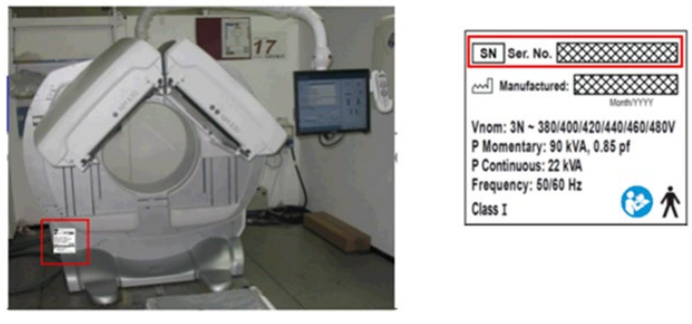 17
SN Ser. No.
Manufactured:
Month/YYYY
Vnom: 3N ~ 380/400/420/440/460/480V
P Momentary: 90 kVA, 0.85 pf
P Continuous: 22 kVA
Frequency: 50/60 Hz
Class I